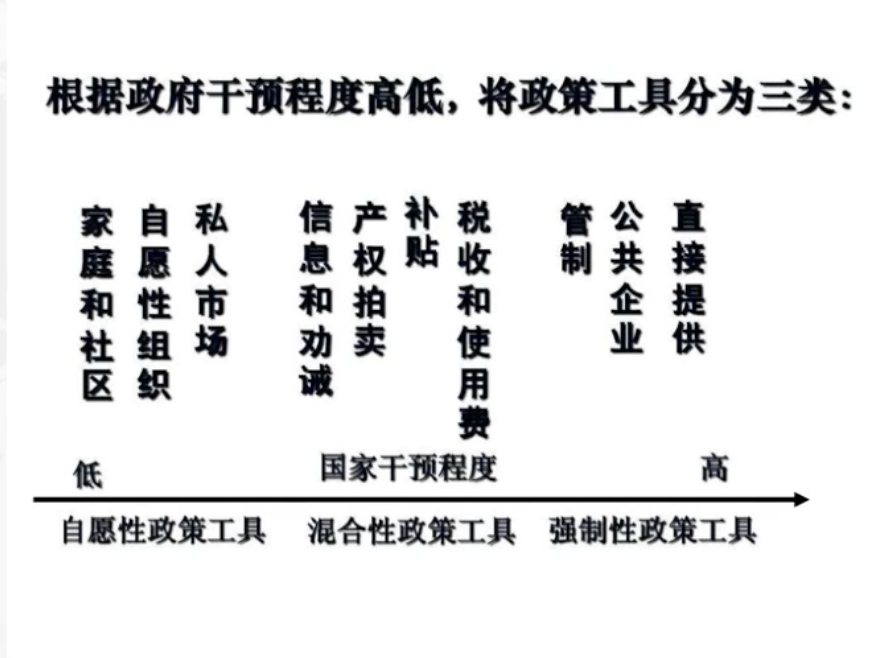 根据政府干预程度高低，将政策工具分为三类：
家庭和社区
自愿性组织
私人市场
信息和劝诫
产权拍卖
补贴
税收和使用费
管制
公共企业
直接提供
低
国家干预程度
高
自愿性政策工具
混合性政策工具
强制性政策工具